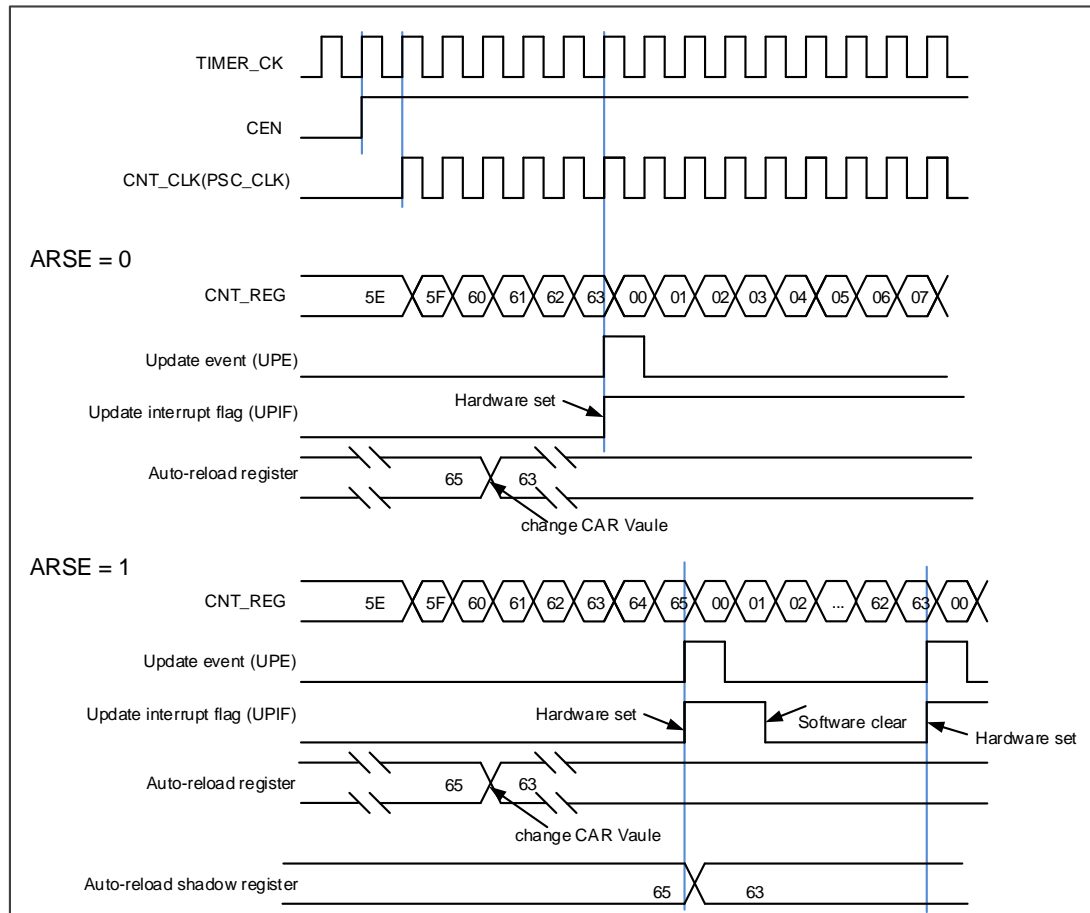 TIMER_CK
CEN
CNT_CLK(PSC_CLK)
ARSE = 0
CNT_REG 5E 5F 60 61 62 63 00 01 02 03 04 05 06 07
Update event (UPE)
Hardware set
Update interrupt flag (UPIF)
Auto-reload register 65 63
change CAR Vaule
ARSE = 1
CNT_REG 5E 5F 60 61 62 63 64 65 00 01 02 ... 62 63 00
Update event (UPE)
Update interrupt flag (UPIF) Hardware set Software clear
Hardware set
Auto-reload register 65 63
change CAR Vaule
Auto-reload shadow register 65 63